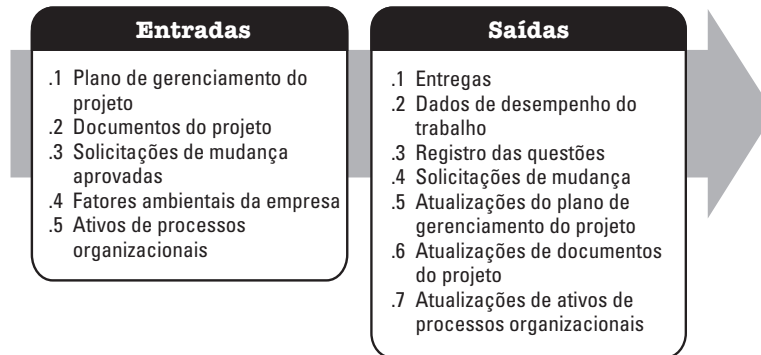 Entradas
.1 Plano de gerenciamento do
projeto
.2 Documentos do projeto
.3 Solicitações de mudança
aprovadas
.4 Fatores ambientais da empresa
.5 Ativos de processos
organizacionais
Saídas
.1 Entregas
.2 Dados de desempenho do
trabalho
.3 Registro das questões
.4 Solicitações de mudança
.5 Atualizações do plano de
gerenciamento do projeto
.6 Atualizações de documentos
do projeto
.7 Atualizações de ativos de
processos organizacionais